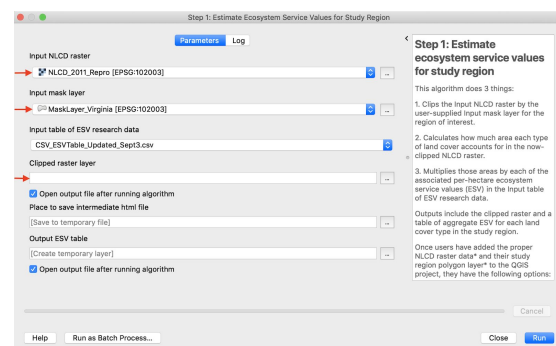 Step 1: Estimate Ecosystem Service Values for Study Region
Parameters
Log
Input NLCD raster
NLCD_2011_Repro [EPSG:102003]
...
Input mask layer
MaskLayer_Virginia [EPSG:102003]
...
Input table of ESV research data
CSV_ESVTable_Updated_Sept3.csv
Clipped raster layer
...
Open output file after running algorithm
Place to save intermediate html file
[Save to temporary file]
...
Output ESV table
[Create temporary layer]
...
Open output file after running algorithm
Step 1: Estimate
ecosystem service values
for study region
This algorithm does 3 things:
1. Clips the Input NLCD raster by the
user-supplied Input mask layer for the
region of interest.
2. Calculates how much area each type
of land cover accounts for in the now-
clipped NLCD raster.
3. Multiplies those areas by each of the
associated per-hectare ecosystem
service values (ESV) in the Input table
of ESV research data.
Outputs include the clipped raster and a
table of aggregate ESV for each land
cover type in the study region.
Once users have added the proper
NLCD raster data* and their study
region polygon layer* to the QGIS
project, they have the following options:
Cancel
Help
Run as Batch Process...
Close
Run